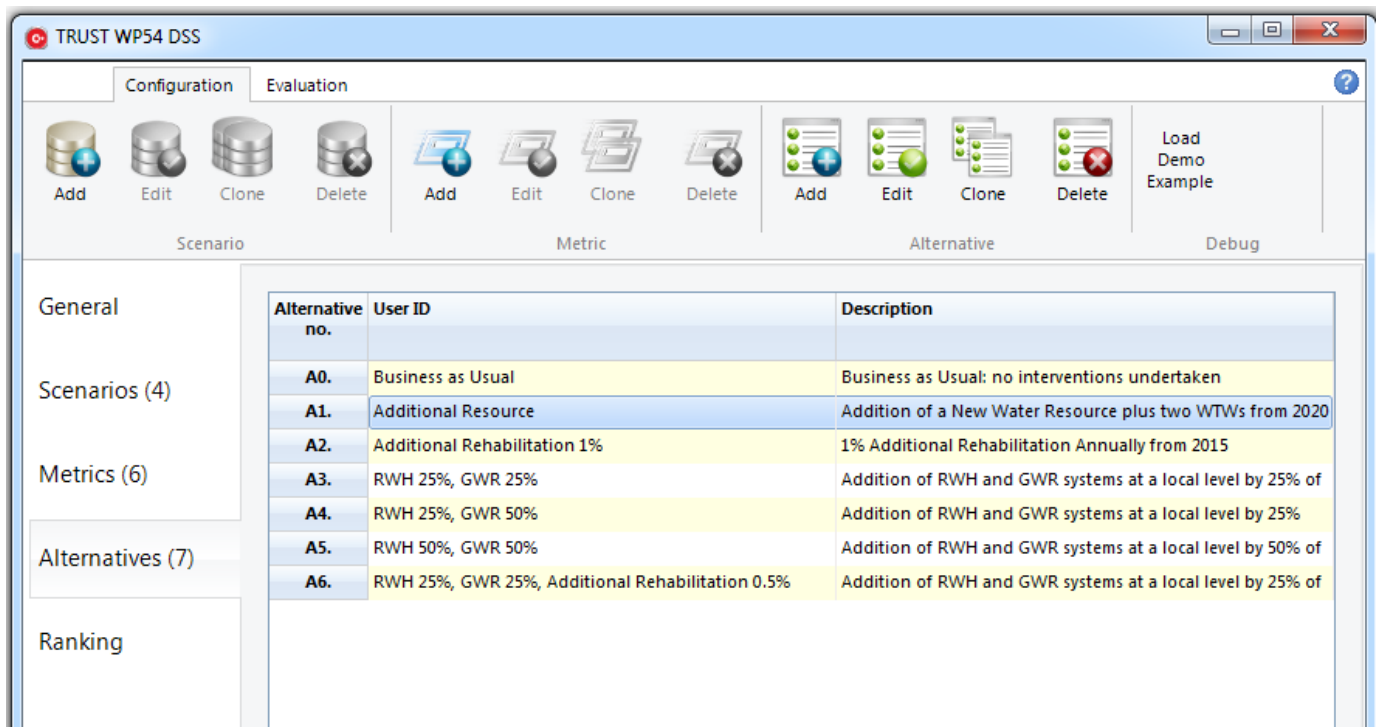 TRUST WP54 DSS
Configuration Evaluation
Add Edit Clone Delete Add Edit Clone Delete Add Edit Clone Delete
Load
Demo
Example
Scenario Metric Alternative Debug
General
Scenarios (4)
Metrics (6)
Alternatives (7)
Ranking
Alternative no. User ID Description
A0. Business as Usual Business as Usual: no interventions undertaken
A1. Additional Resource Addition of a New Water Resource plus two WTWs from 2020
A2. Additional Rehabilitation 1% 1% Additional Rehabilitation Annually from 2015
A3. RWH 25%, GWR 25% Addition of RWH and GWR systems at a local level by 25% of
A4. RWH 25%, GWR 50% Addition of RWH and GWR systems at a local level by 25%
A5. RWH 50%, GWR 50% Addition of RWH and GWR systems at a local level by 50% of
A6. RWH 25%, GWR 25%, Additional Rehabilitation 0.5% Addition of RWH and GWR systems at a local level by 25% of